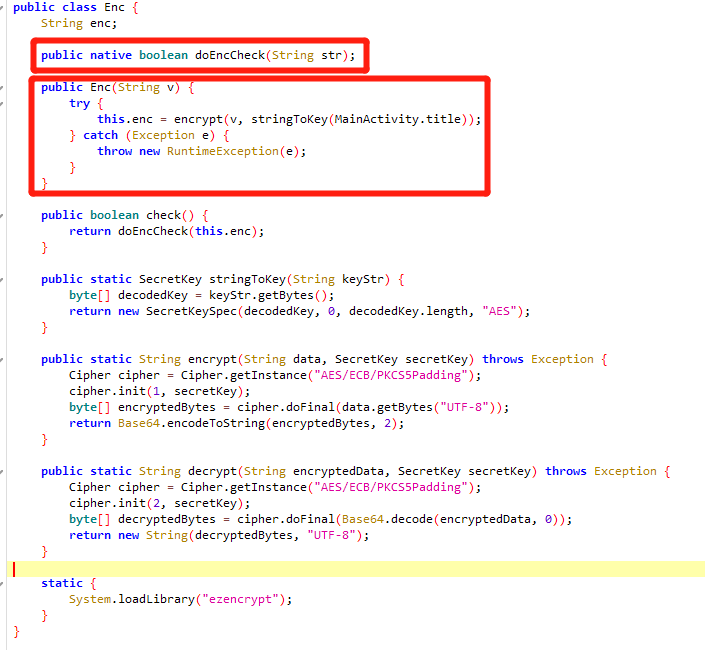 public class Enc {
    String enc;
    public native boolean doEncCheck(String str);
    public Enc(String v) {
        try {
            this.enc = encrypt(v, stringToKey(MainActivity.title));
        } catch (Exception e) {
            throw new RuntimeException(e);
        }
    }
    public boolean check() {
        return doEncCheck(this.enc);
    }
    public static SecretKey stringToKey(String keyStr) {
        byte[] decodedKey = keyStr.getBytes();
        return new SecretKeySpec(decodedKey, 0, decodedKey.length, "AES");
    }
    public static String encrypt(String data, SecretKey secretKey) throws Exception {
        Cipher cipher = Cipher.getInstance("AES/ECB/PKCS5Padding");
        cipher.init(1, secretKey);
        byte[] encryptedBytes = cipher.doFinal(data.getBytes("UTF-8"));
        return Base64.encodeToString(encryptedBytes, 2);
    }
    public static String decrypt(String encryptedData, SecretKey secretKey) throws Exception {
        Cipher cipher = Cipher.getInstance("AES/ECB/PKCS5Padding");
        cipher.init(2, secretKey);
        byte[] decryptedBytes = cipher.doFinal(Base64.decode(encryptedData, 0));
        return new String(decryptedBytes, "UTF-8");
    }
    static {
        System.loadLibrary("ezencrypt");
    }
}